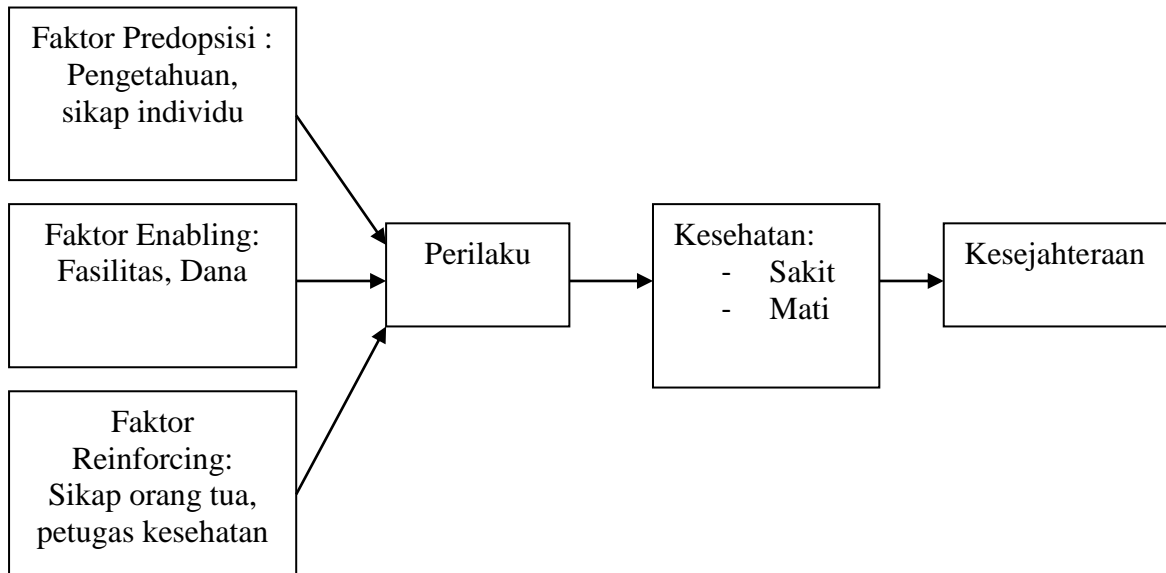 Faktor Predopsisi :
Pengetahuan,
sikap individu
Faktor Enabling:
Fasilitas, Dana
Faktor
Reinforcing:
Sikap orang tua,
petugas kesehatan
Perilaku
Kesehatan:
- Sakit
- Mati
Kesejahteraan